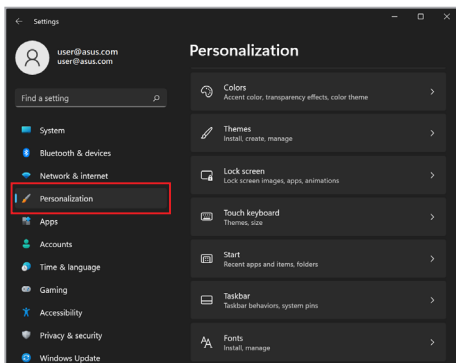 Settings
user@asus.com
user@asus.com
Find a setting
System
Bluetooth & devices
Network & internet
Personalization
Apps
Accounts
Time & language
Gaming
Accessibility
Privacy & security
Windows Update
Personalization
Colors
Accent color, transparency effects, color theme
Themes
Install, create, manage
Lock screen
Lock screen images, apps, animations
Touch keyboard
Themes, size
Start
Recent apps and items, folders
Taskbar
Taskbar behaviors, system pins
Fonts
Install, manage